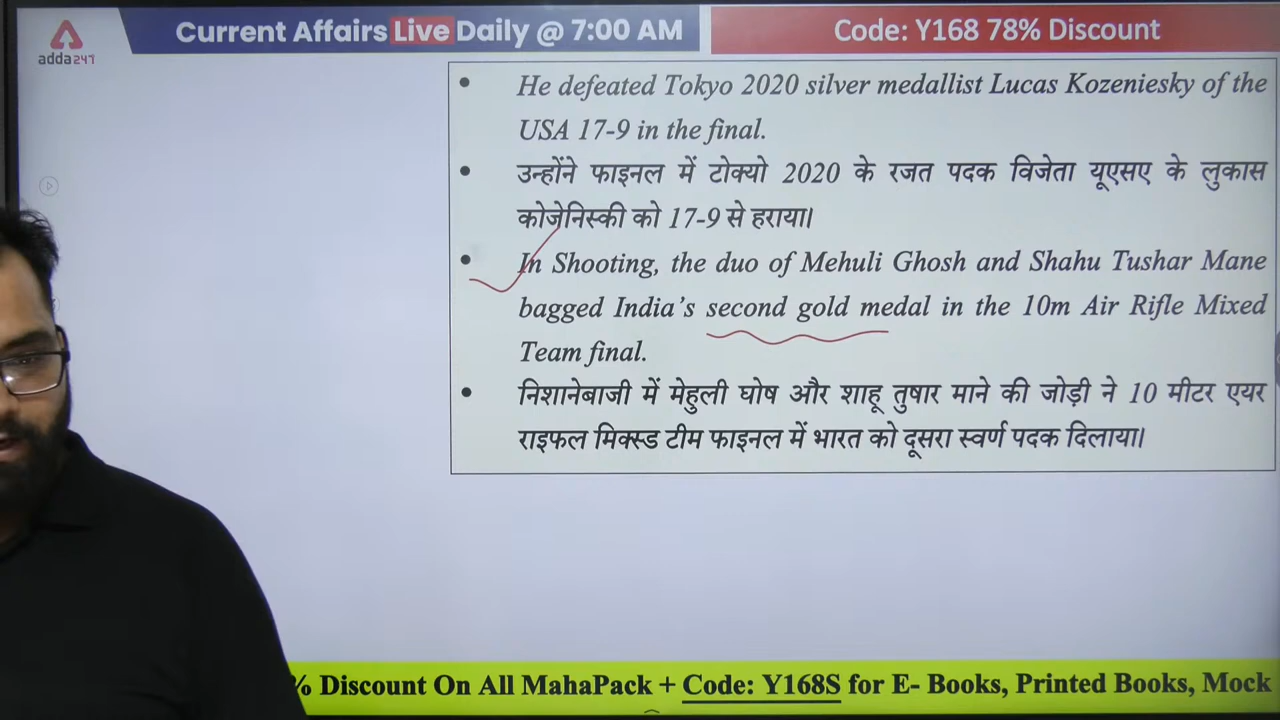 Current Affairs Live Daily @ 7:00 AM
Code: Y168 78% Discount
adda247
• He defeated Tokyo 2020 silver medallist Lucas Kozeniesky of the
USA 17-9 in the final.
• उन्होंने फाइनल में टोक्यो 2020 के रजत पदक विजेता यूएसए के लुकास
कोजेनिस्की को 17-9 से हराया।
• In Shooting, the duo of Mehuli Ghosh and Shahu Tushar Mane
bagged India's second gold medal in the 10m Air Rifle Mixed
Team final.
• निशानेबाजी में मेहुली घोष और शाहू तुषार माने की जोड़ी ने 10 मीटर एयर
राइफल मिक्स्ड टीम फाइनल में भारत को दूसरा स्वर्ण पदक दिलाया।
% Discount On All MahaPack + Code: Y168S for E- Books, Printed Books, Mock